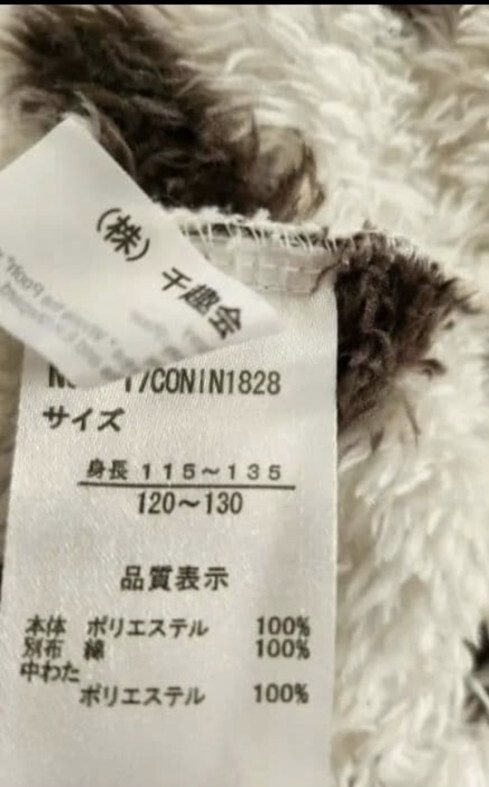 (株) 千趣会
7CONIN1828
サイズ
身長 115～135
120～130
品質表示
本体 ポリエステル 100%
別布 綿 100%
中わた
ポリエステル 100%